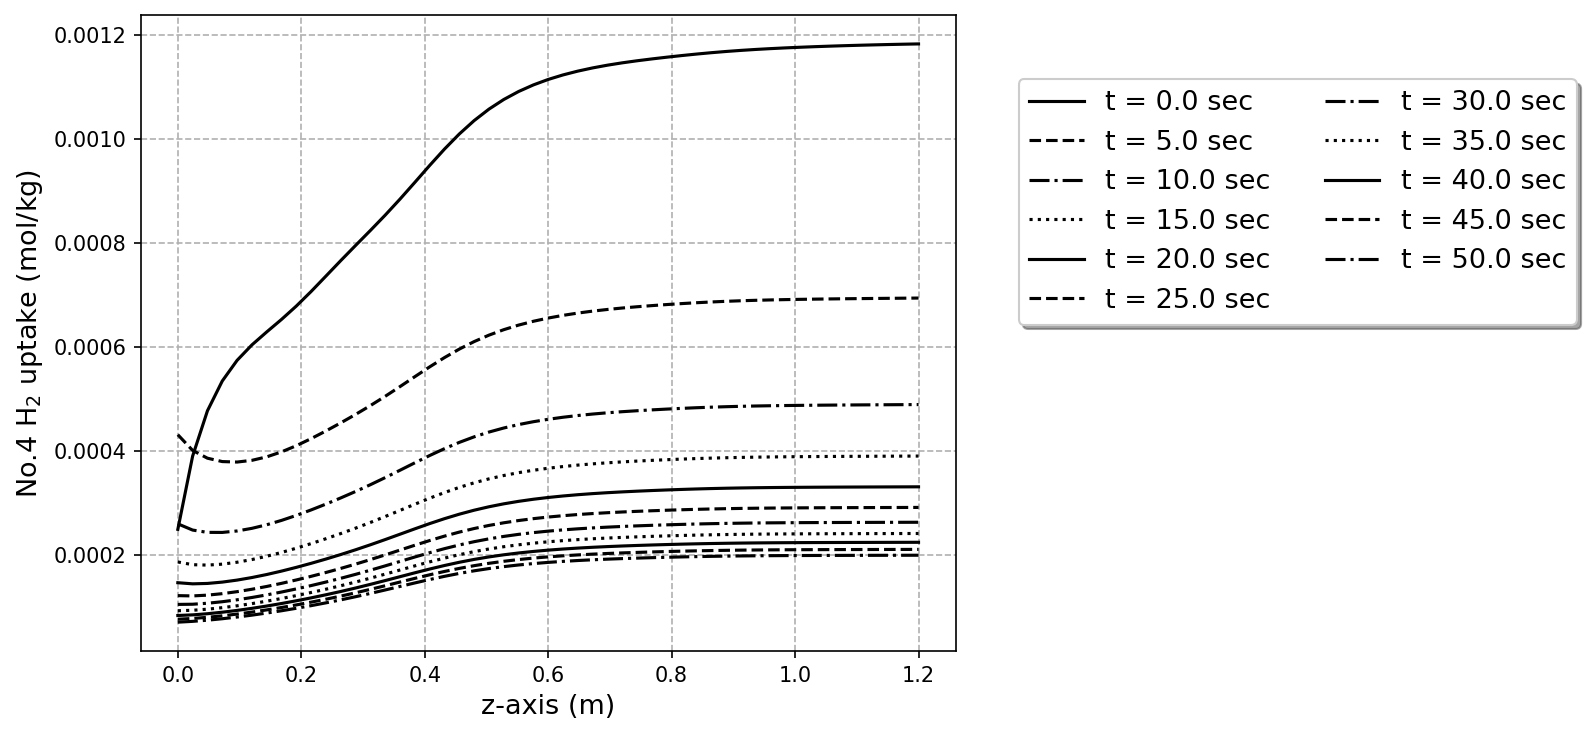 0.0012
0.0010
0.0008
0.0006
0.0004
0.0002
No.4 H₂ uptake (mol/kg)
0.0 0.2 0.4 0.6 0.8 1.0 1.2
z-axis (m)
t = 0.0 sec
t = 5.0 sec
t = 10.0 sec
t = 15.0 sec
t = 20.0 sec
t = 25.0 sec
t = 30.0 sec
t = 35.0 sec
t = 40.0 sec
t = 45.0 sec
t = 50.0 sec